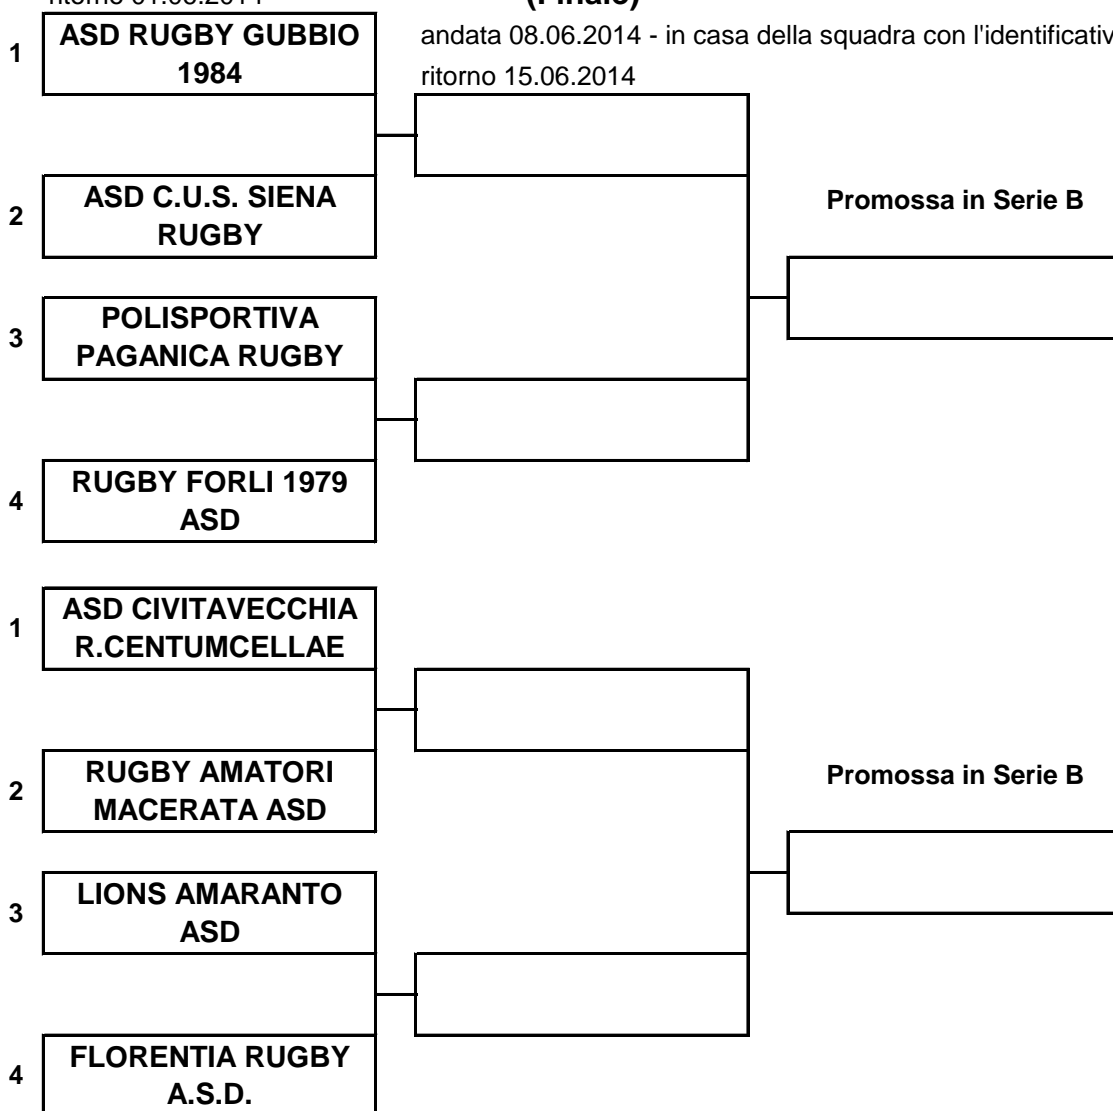 (Finale)
1
ASD RUGBY GUBBIO
1984
andata 08.06.2014 - in casa della squadra con l'identificativ
ritorno 15.06.2014
2
ASD C.U.S. SIENA
RUGBY
Promossa in Serie B
3
POLISPORTIVA
PAGANICA RUGBY
4
RUGBY FORLI 1979
ASD
1
ASD CIVITAVECCHIA
R.CENTUMCELLAE
2
RUGBY AMATORI
MACERATA ASD
Promossa in Serie B
3
LIONS AMARANTO
ASD
4
FLORENTIA RUGBY
A.S.D.